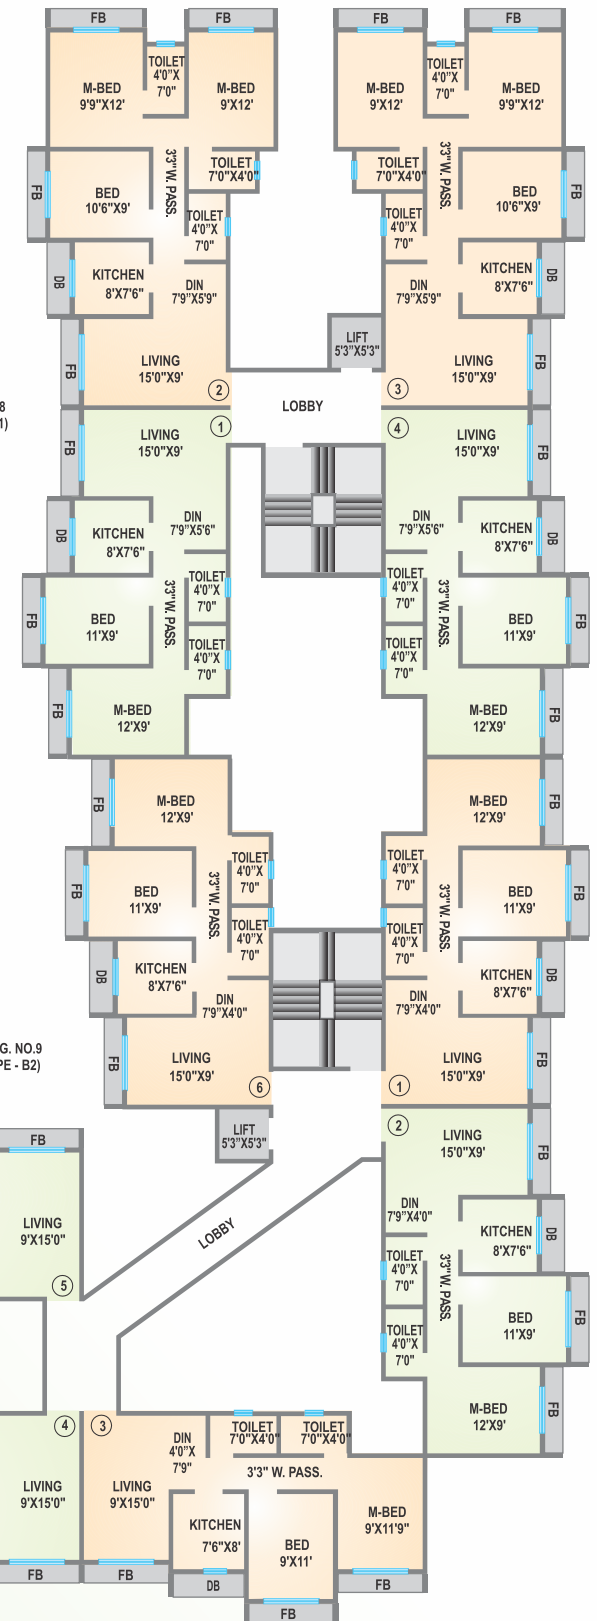 FB
FB
FB
FB
M-BED
9'9"X12'
TOILET
4'0"X
7'0"
M-BED
9'X12'
M-BED
9'X12'
TOILET
4'0"X
7'0"
M-BED
9'9"X12'
FB
BED
10'6"X9'
3'3"W. PASS.
TOILET
7'0"X4'0"
TOILET
7'0"X4'0"
3'3"W. PASS.
BED
10'6"X9'
FB
TOILET
4'0"X
7'0"
TOILET
4'0"X
7'0"
DB
KITCHEN
8'X7'6"
DIN
7'9"X5'9"
DIN
7'9"X5'9"
KITCHEN
8'X7'6"
DB
FB
LIVING
15'0"X9'
2
LIFT
5'3"X5'3"
3
LIVING
15'0"X9'
FB
LOBBY
8
1)
FB
LIVING
15'0"X9'
1
4
LIVING
15'0"X9'
FB
DB
KITCHEN
8'X7'6"
DIN
7'9"X5'6"
DIN
7'9"X5'6"
KITCHEN
8'X7'6"
DB
FB
BED
11'X9'
3'3"W. PASS.
TOILET
4'0"X
7'0"
TOILET
4'0"X
7'0"
3'3"W. PASS.
BED
11'X9'
FB
TOILET
4'0"X
7'0"
TOILET
4'0"X
7'0"
FB
M-BED
12'X9'
M-BED
12'X9'
FB
FB
M-BED
12'X9'
M-BED
12'X9'
FB
FB
BED
11'X9'
3'3"W. PASS.
TOILET
4'0"X
7'0"
TOILET
4'0"X
7'0"
3'3"W. PASS.
BED
11'X9'
FB
TOILET
4'0"X
7'0"
TOILET
4'0"X
7'0"
DB
KITCHEN
8'X7'6"
DIN
7'9"X4'0"
DIN
7'9"X4'0"
KITCHEN
8'X7'6"
DB
G. NO.9
PE - B2)
FB
LIVING
15'0"X9'
6
1
LIVING
15'0"X9'
FB
LIFT
5'3"X5'3"
2
LIVING
15'0"X9'
FB
FB
LIVING
9'X15'0"
5
LOBBY
DIN
7'9"X4'0"
KITCHEN
8'X7'6"
DB
TOILET
4'0"X
7'0"
3'3"W. PASS.
BED
11'X9'
FB
TOILET
4'0"X
7'0"
M-BED
12'X9'
FB
4
LIVING
9'X15'0"
FB
3
LIVING
9'X15'0"
FB
DIN
4'0"X
7'9"
TOILET
7'0"X4'0"
TOILET
7'0"X4'0"
3'3" W. PASS.
KITCHEN
7'6"X8'
DB
BED
9'X11'
FB
M-BED
9'X11'9"
FB